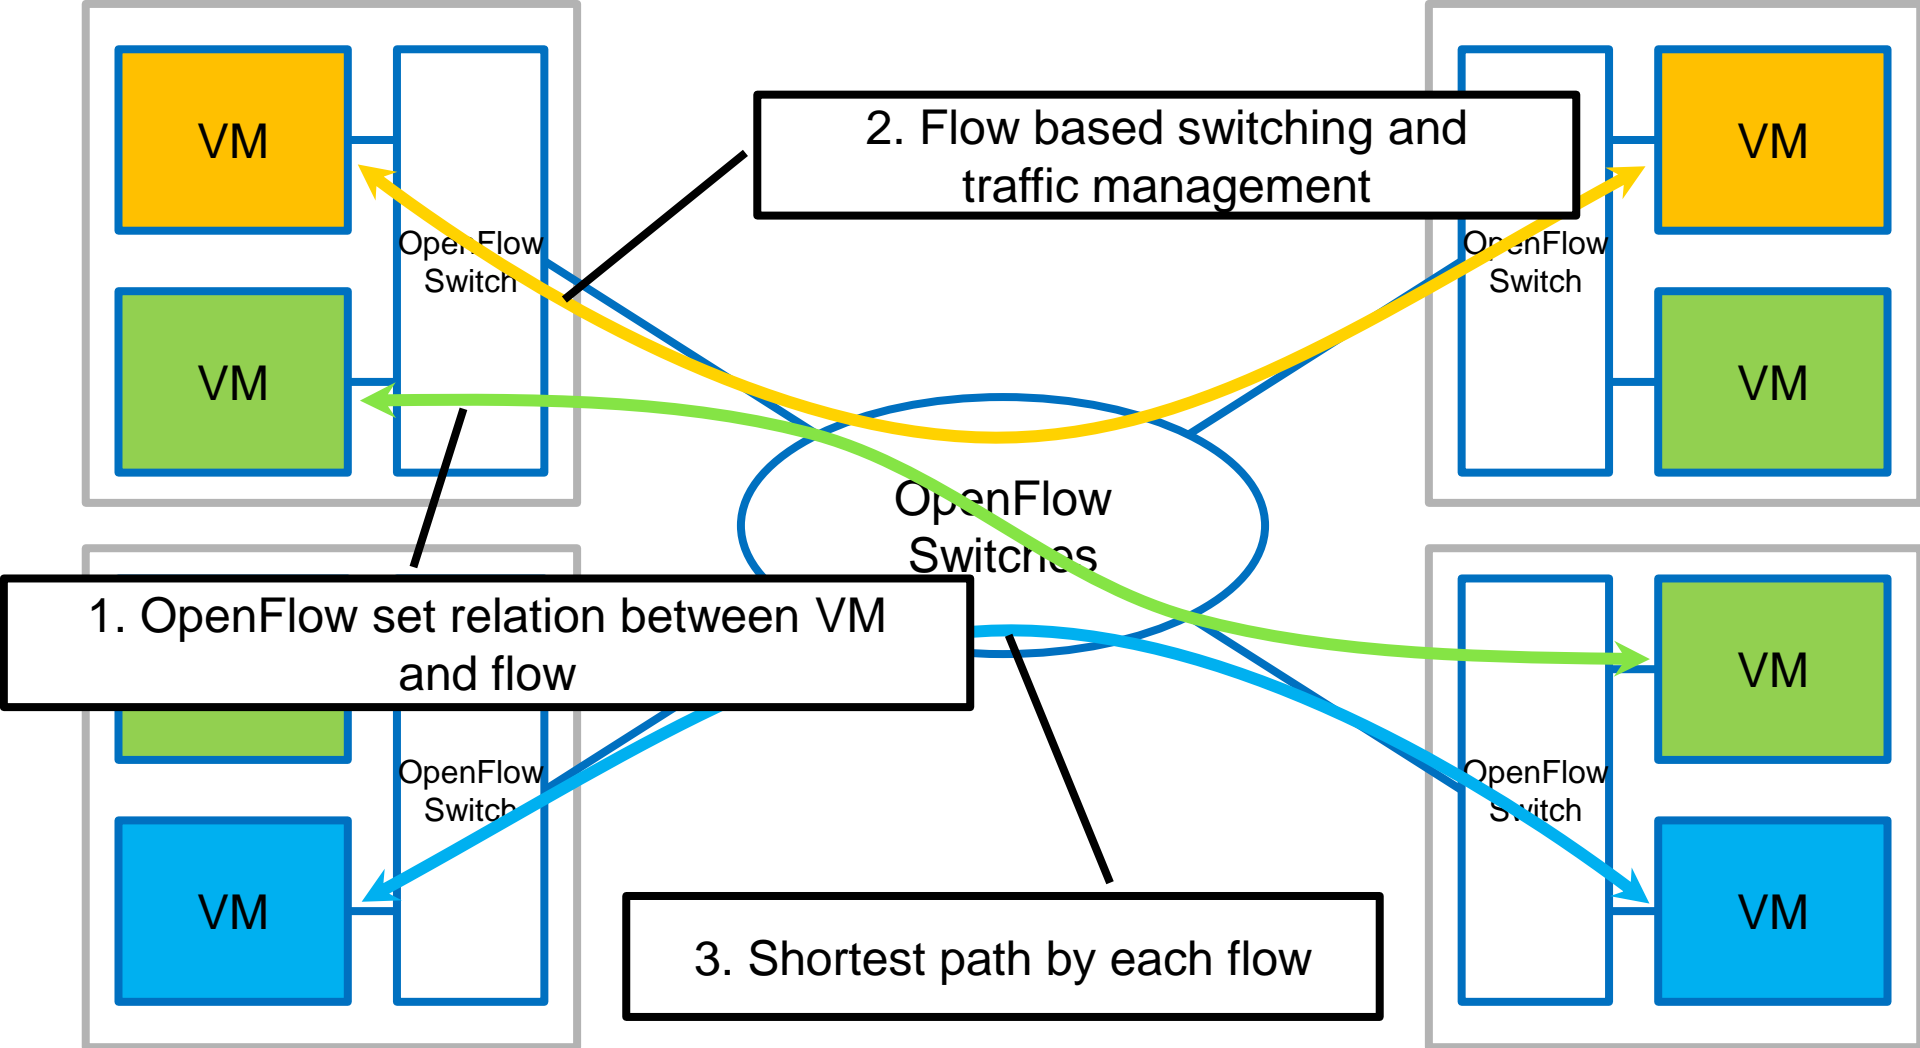 VM
OpenFlow
Switch
VM
2. Flow based switching and
traffic management
OpenFlow
Switch
VM
VM
OpenFlow
Switches
1. OpenFlow set relation between VM
and flow
OpenFlow
Switch
VM
3. Shortest path by each flow
OpenFlow
Switch
VM
VM